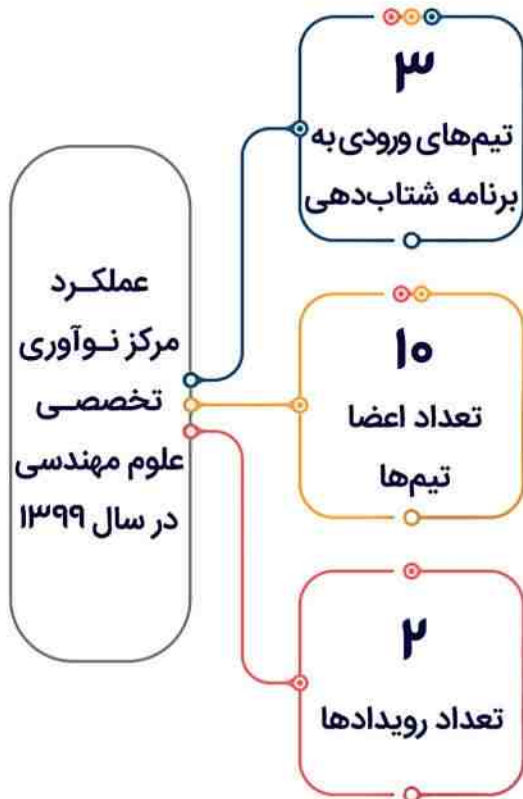 عملکرد
مرکز نوآوری
تخصصی
علوم مهندسی
در سال ۱۳۹۹
۳
تیم‌های ورودی به
برنامه شتاب‌دهی
۱۰
تعداد اعضا
تیم‌ها
۲
تعداد رویدادها